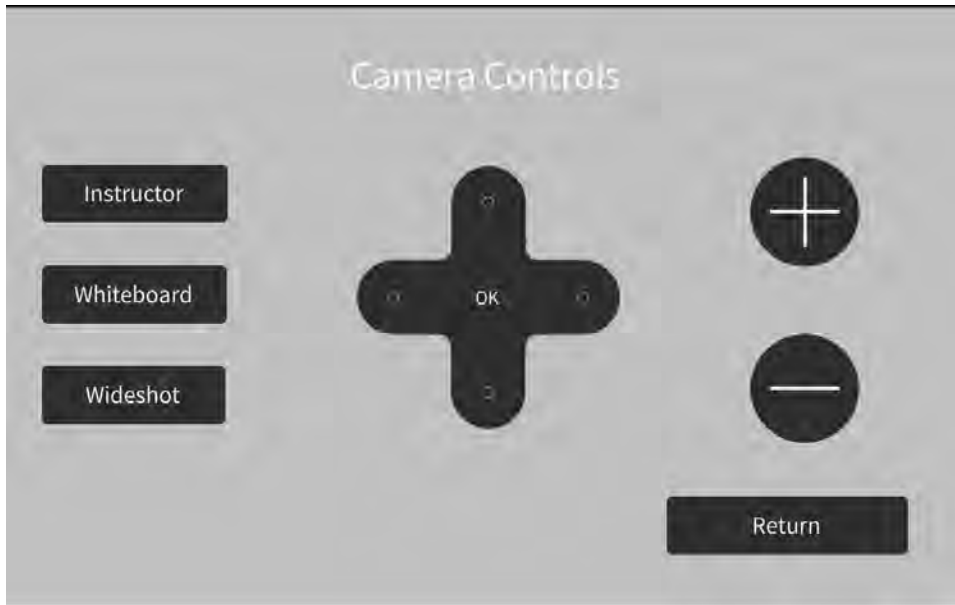 Camera Controls
Instructor
Whiteboard
Wideshot
OK
Return